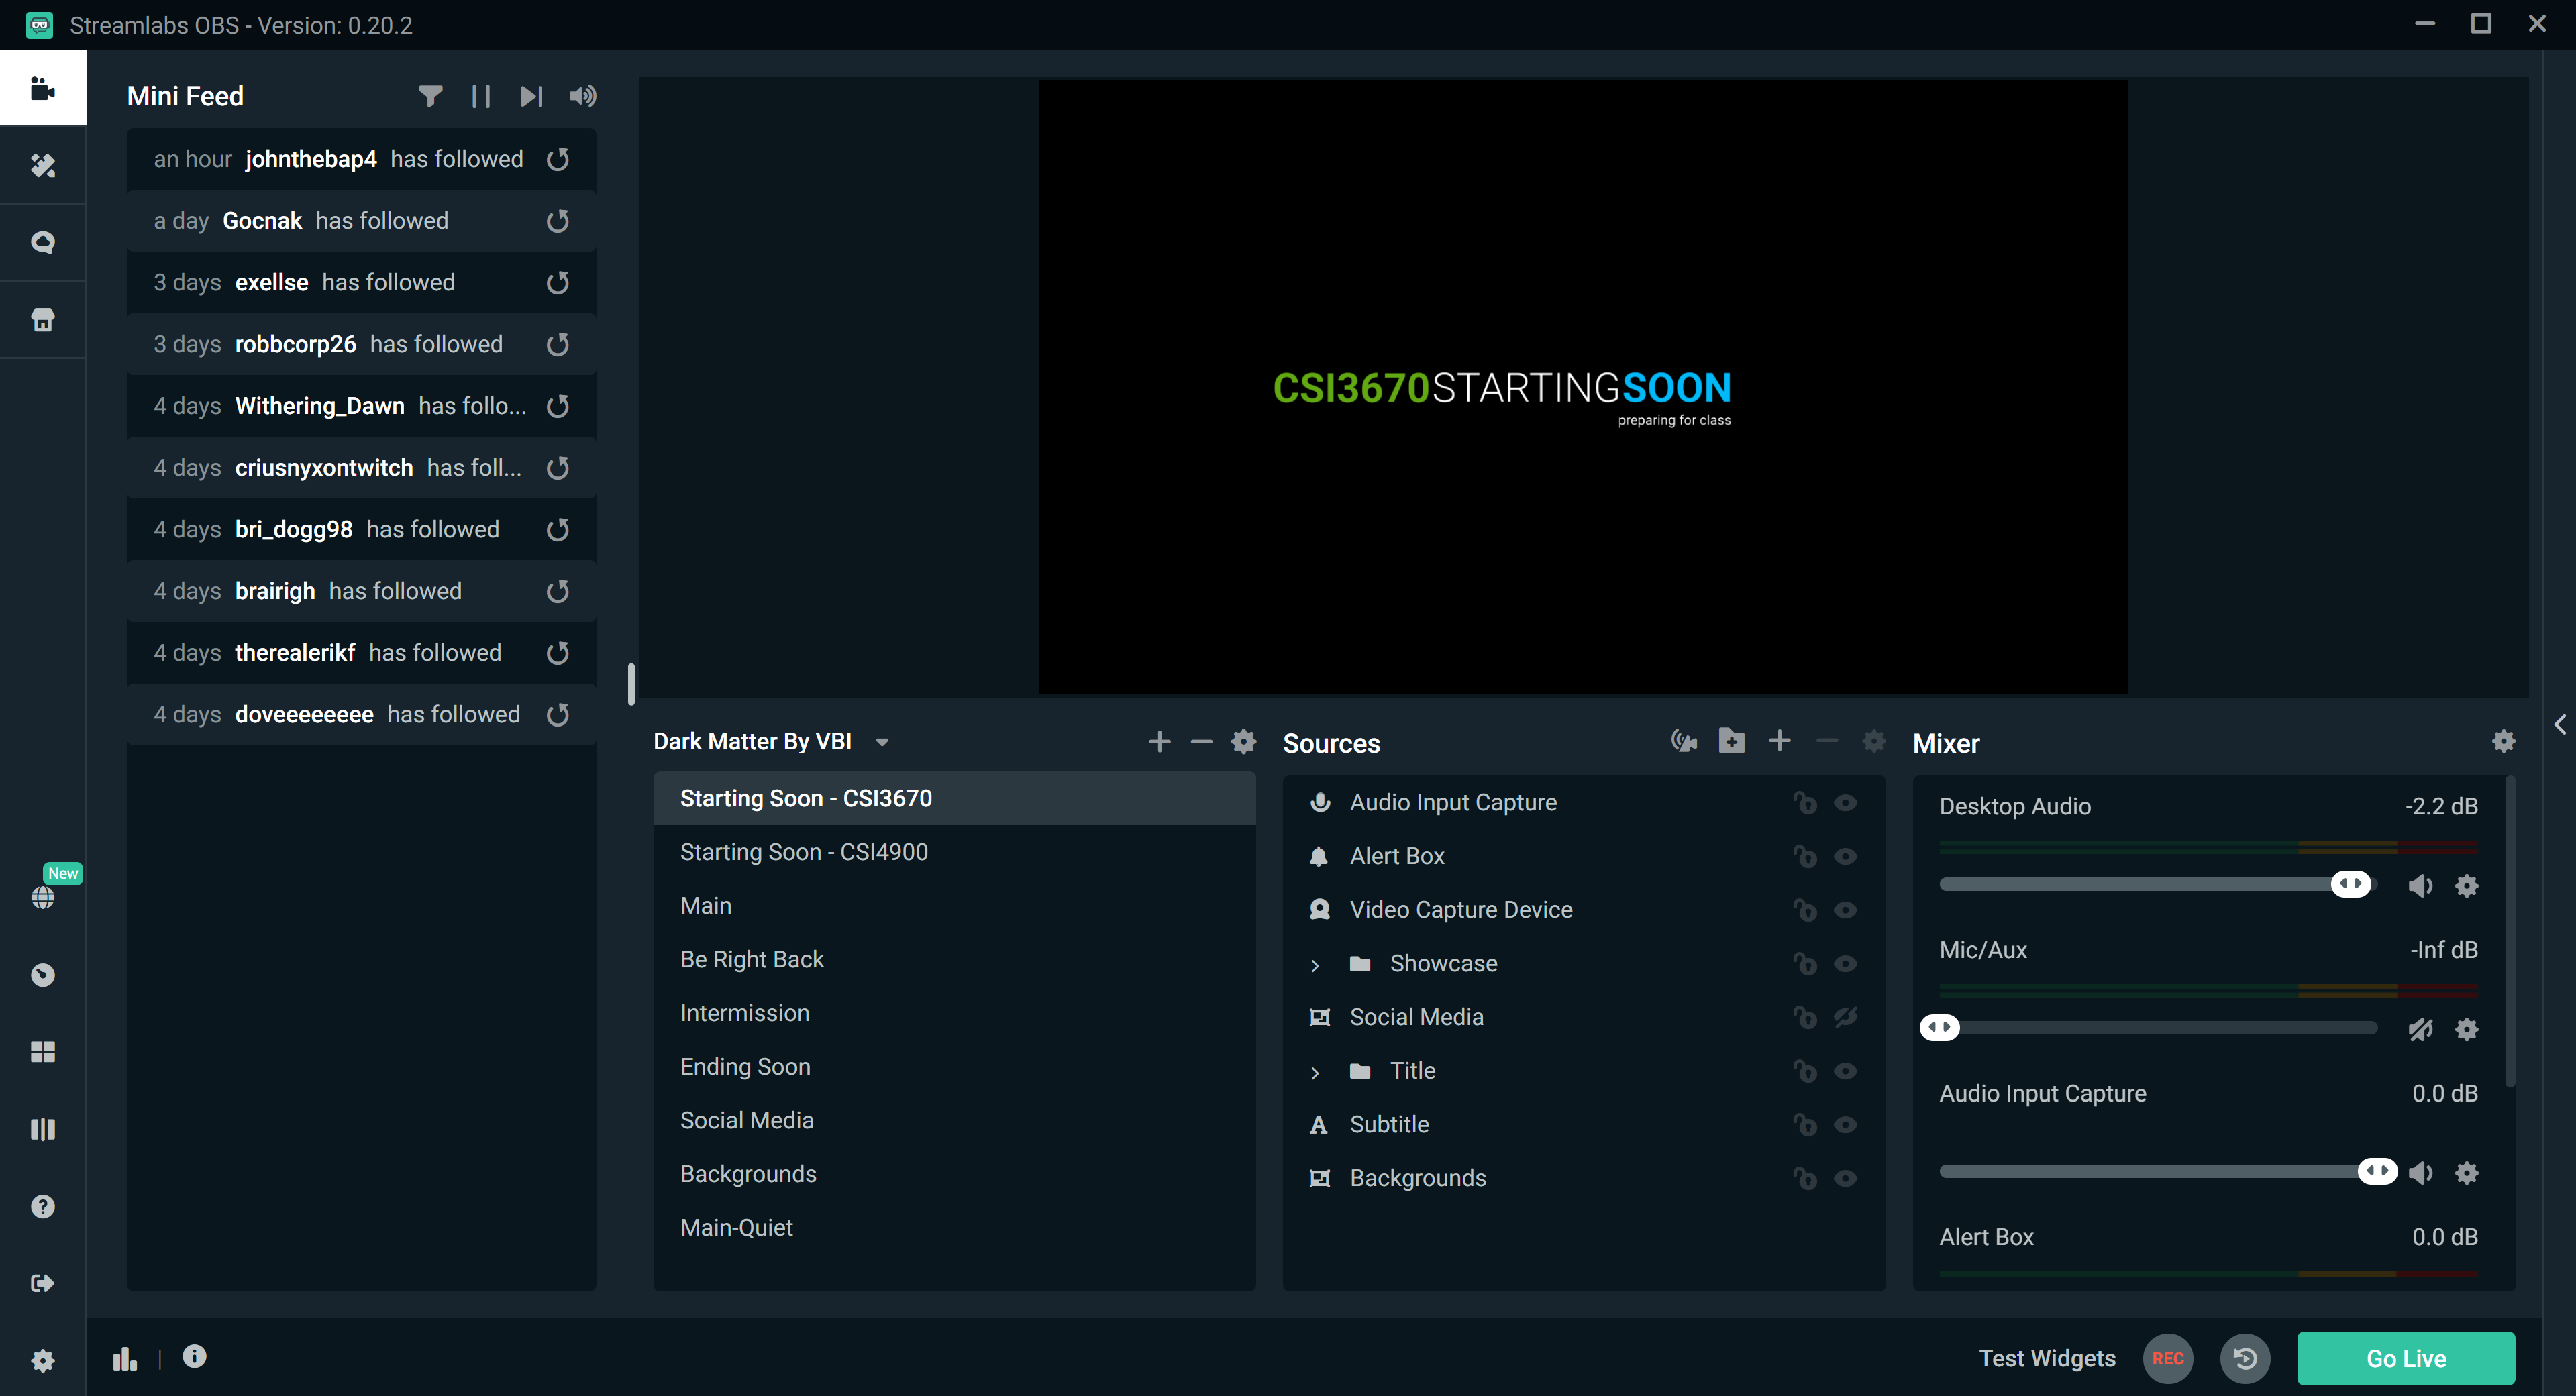 Streamlabs OBS - Version: 0.20.2
Mini Feed
an hour johnthebap4 has followed
a day Gocnak has followed
3 days exellse has followed
3 days robbcorp26 has followed
4 days Withering_Dawn has follo...
4 days criusnyxontwitch has foll...
4 days bri_dogg98 has followed
4 days brairigh has followed
4 days therealerikf has followed
4 days doveeeeeeee has followed
CSI3670STARTINGSOON
preparing for class
Dark Matter By VBI
Starting Soon - CSI3670
Starting Soon - CSI4900
Main
Be Right Back
Intermission
Ending Soon
Social Media
Backgrounds
Main-Quiet
Sources
Audio Input Capture
Alert Box
Video Capture Device
Showcase
Social Media
Title
A Subtitle
Backgrounds
Mixer
Desktop Audio -2.2 dB
Mic/Aux -Inf dB
Audio Input Capture 0.0 dB
Alert Box 0.0 dB
New
Test Widgets REC Go Live